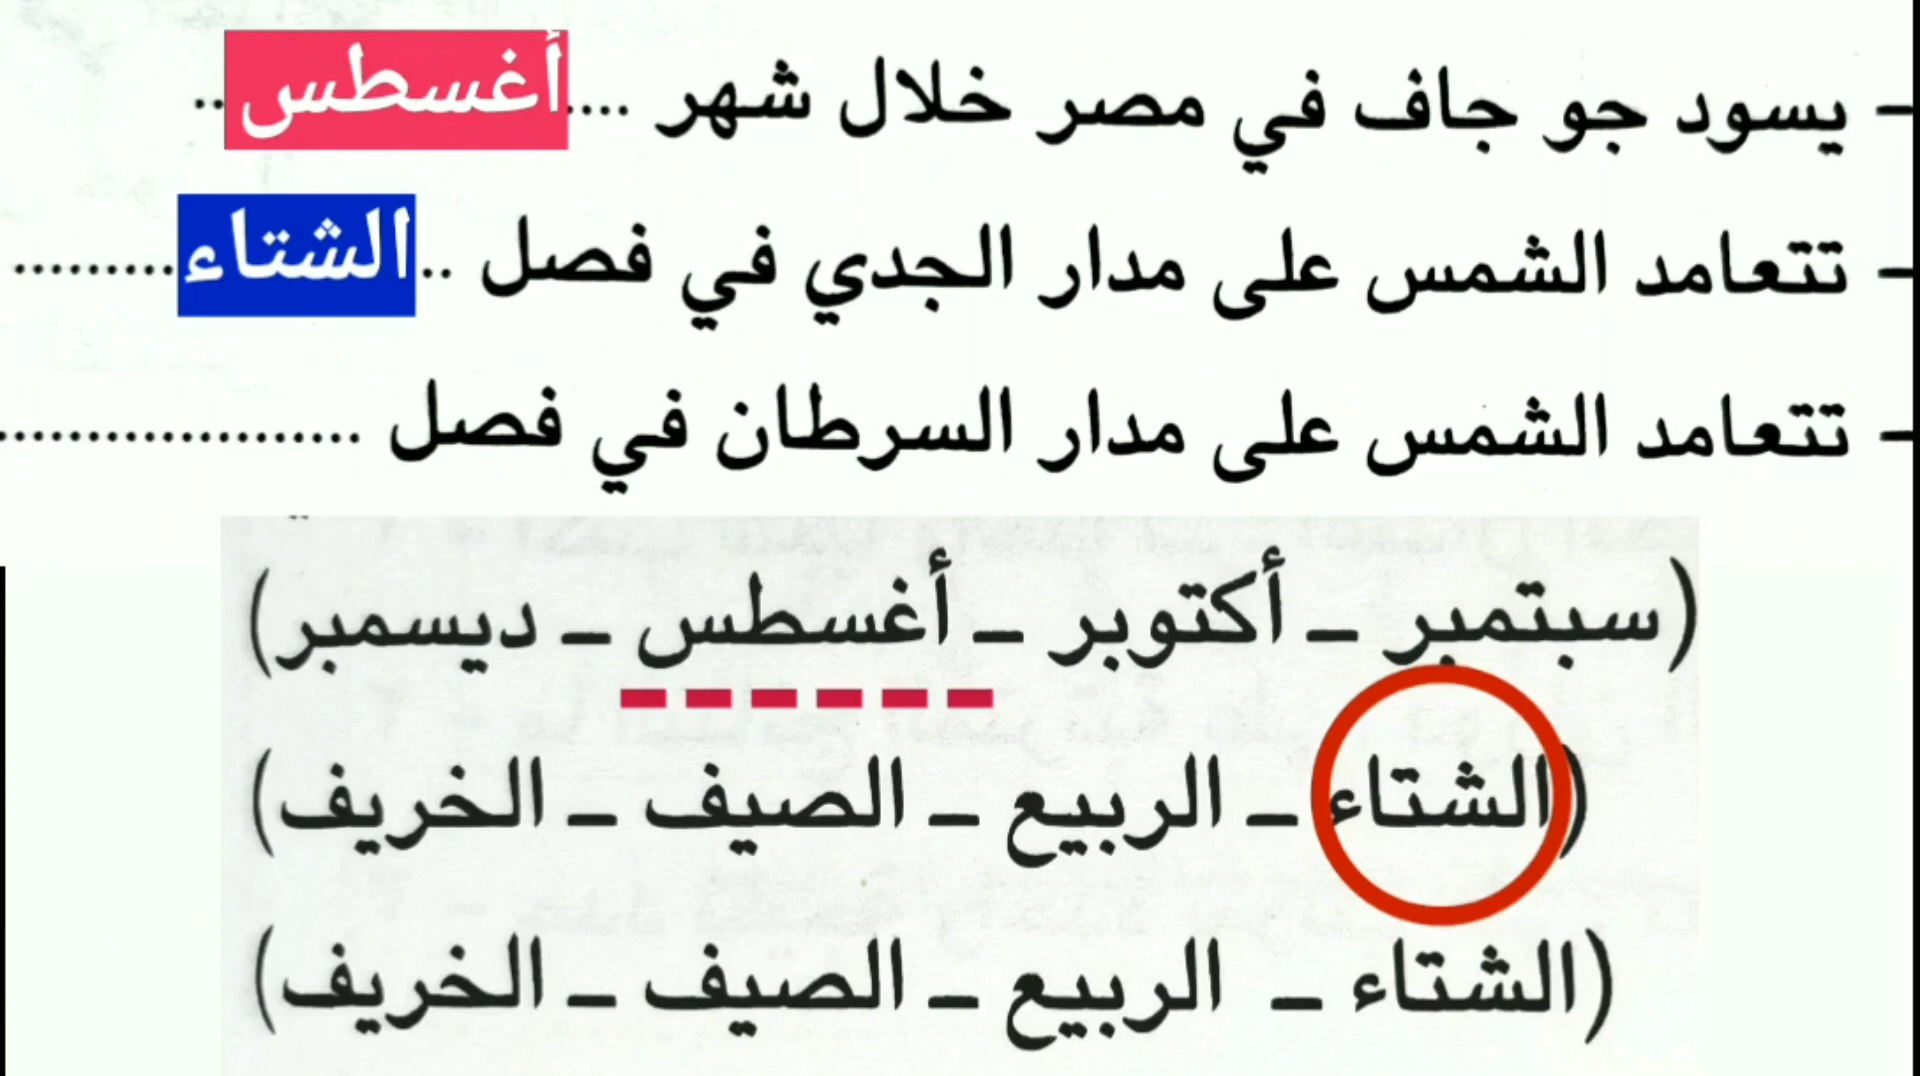 - يسود جو جاف في مصر خلال شهر ....أغسطس..
- تتعامد الشمس على مدار الجدي في فصل ..الشتاء.........
- تتعامد الشمس على مدار السرطان في فصل ....................
(سبتمبر – أكتوبر – أغسطس – ديسمبر)
(الشتاء – الربيع – الصيف – الخريف)
(الشتاء – الربيع – الصيف – الخريف)